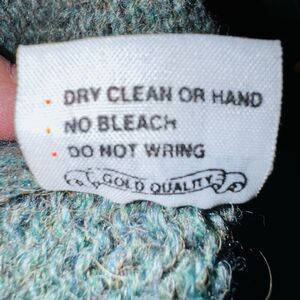 DRY CLEAN OR HAND
NO BLEACH
DO NOT WRING
GOLD QUALITY